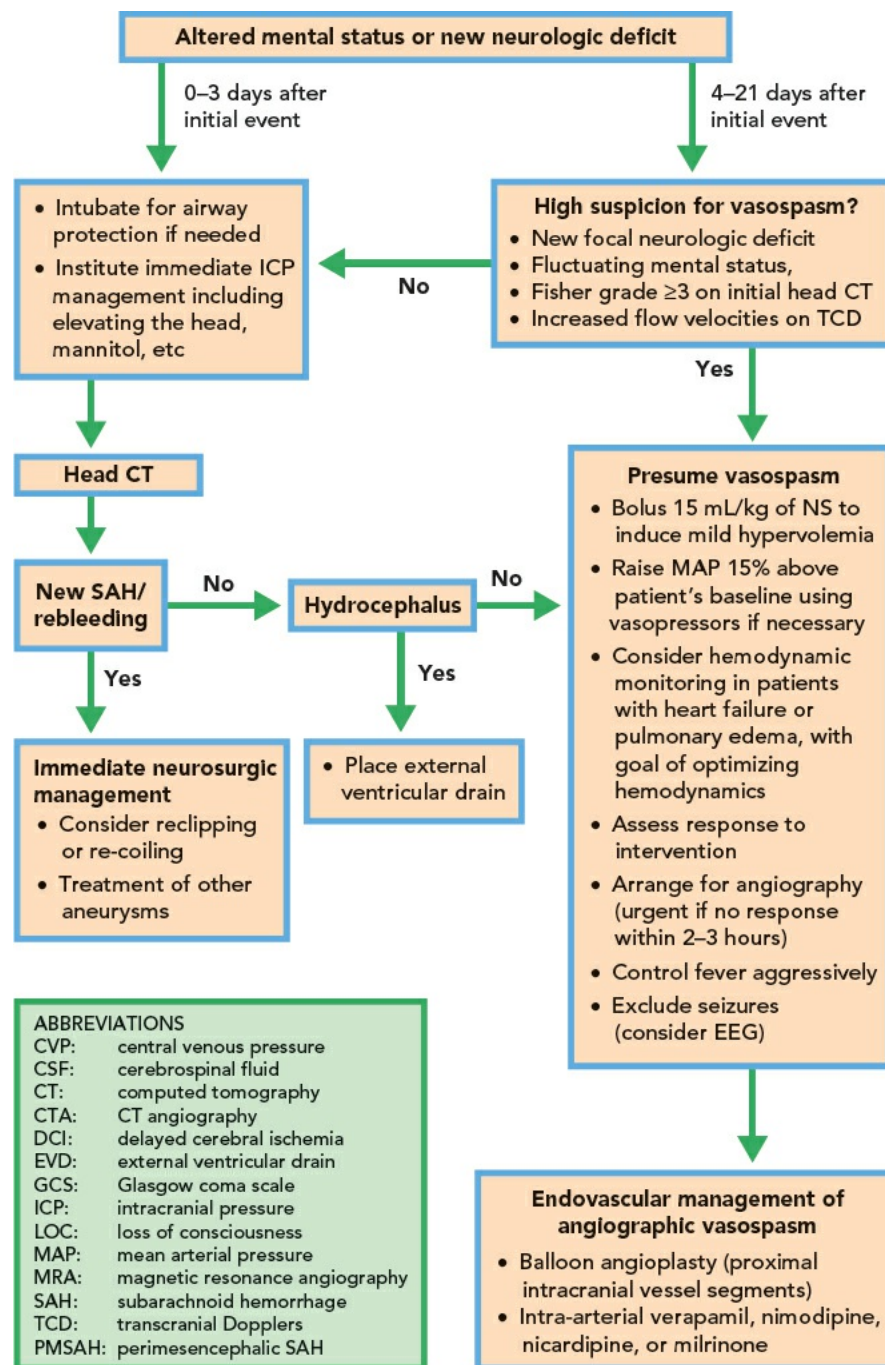 Altered mental status or new neurologic deficit
0–3 days after
initial event
4–21 days after
initial event
• Intubate for airway
protection if needed
• Institute immediate ICP
management including
elevating the head,
mannitol, etc
No
High suspicion for vasospasm?
• New focal neurologic deficit
• Fluctuating mental status,
• Fisher grade ≥3 on initial head CT
• Increased flow velocities on TCD
Yes
Head CT
New SAH/
rebleeding
No
Hydrocephalus
No
Yes
Yes
Immediate neurosurgic
management
• Consider reclipping
or re-coiling
• Treatment of other
aneurysms
• Place external
ventricular drain
Presume vasospasm
• Bolus 15 mL/kg of NS to
induce mild hypervolemia
• Raise MAP 15% above
patient's baseline using
vasopressors if necessary
• Consider hemodynamic
monitoring in patients
with heart failure or
pulmonary edema, with
goal of optimizing
hemodynamics
• Assess response to
intervention
• Arrange for angiography
(urgent if no response
within 2–3 hours)
• Control fever aggressively
• Exclude seizures
(consider EEG)
ABBREVIATIONS
CVP: central venous pressure
CSF: cerebrospinal fluid
CT: computed tomography
CTA: CT angiography
DCI: delayed cerebral ischemia
EVD: external ventricular drain
GCS: Glasgow coma scale
ICP: intracranial pressure
LOC: loss of consciousness
MAP: mean arterial pressure
MRA: magnetic resonance angiography
SAH: subarachnoid hemorrhage
TCD: transcranial Dopplers
PMSAH: perimesencephalic SAH
Endovascular management of
angiographic vasospasm
• Balloon angioplasty (proximal
intracranial vessel segments)
• Intra-arterial verapamil, nimodipine,
nicardipine, or milrinone